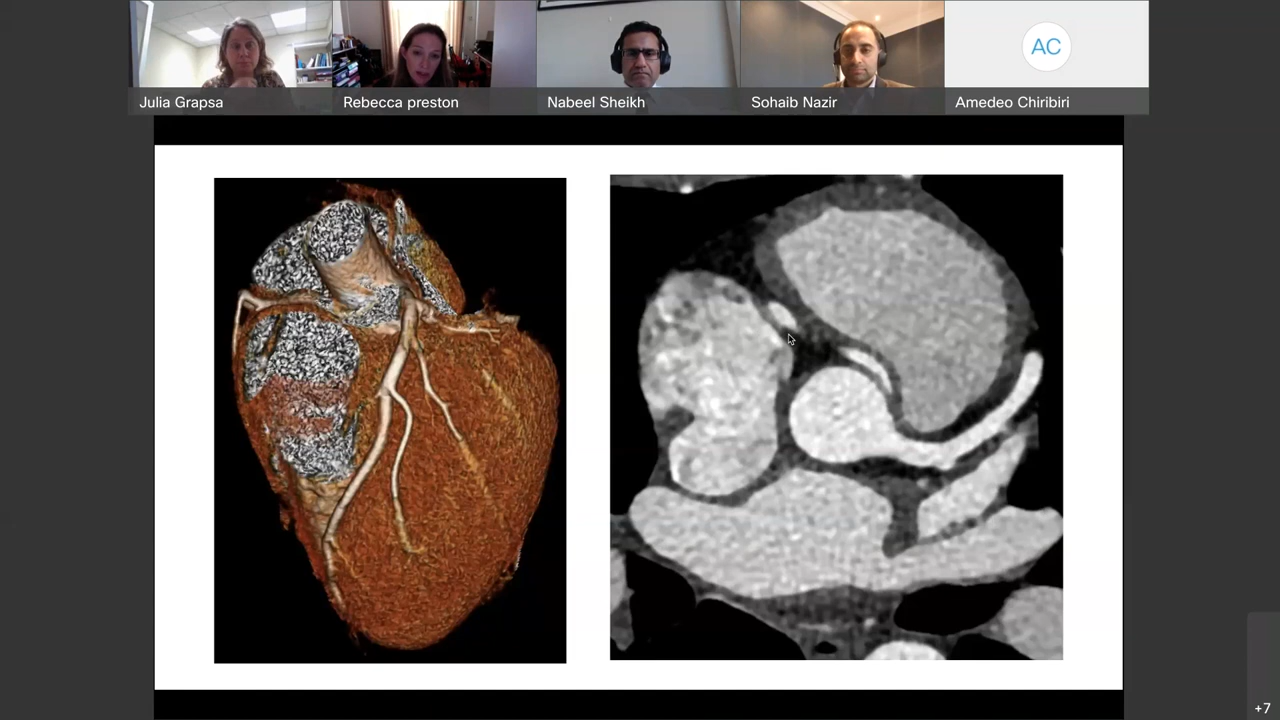 AC
Julia Grapsa
Rebecca preston
Nabeel Sheikh
Sohaib Nazir
Amedeo Chiribiri
+7